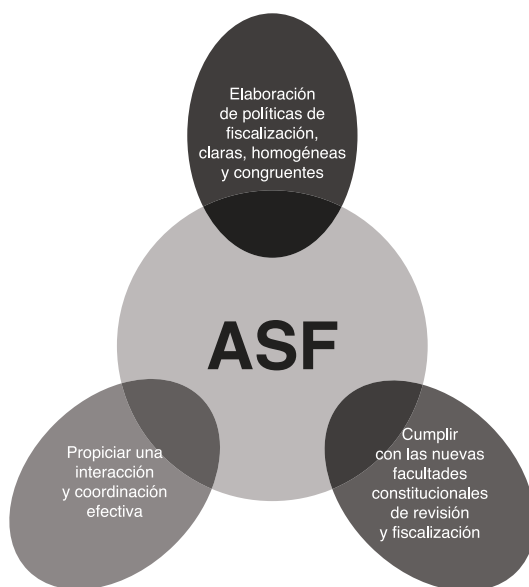 Elaboración
de políticas de
fiscalización,
claras, homogéneas
y congruentes
ASF
Propiciar una
interacción
y coordinación
efectiva
Cumplir
con las nuevas
facultades
constitucionales
de revisión
y fiscalización